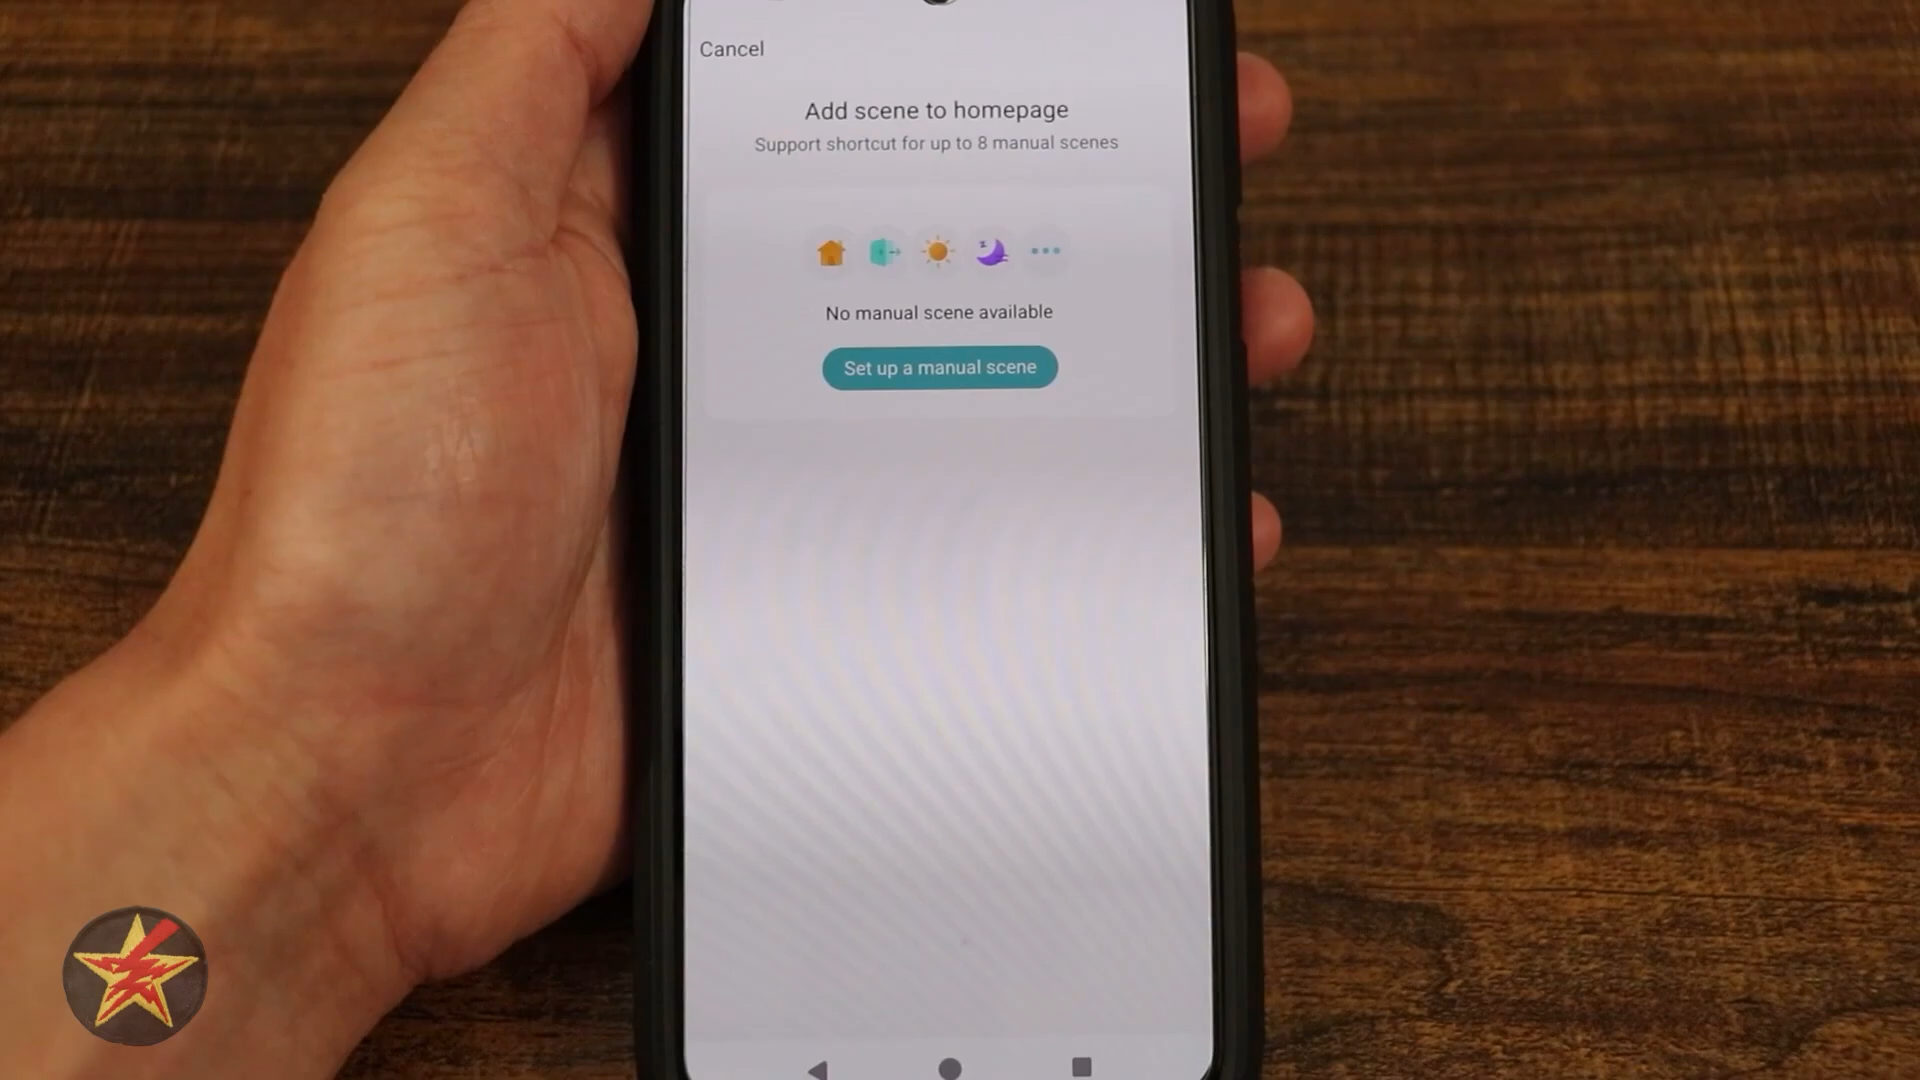 Cancel
Add scene to homepage
Support shortcut for up to 8 manual scenes
No manual scene available
Set up a manual scene